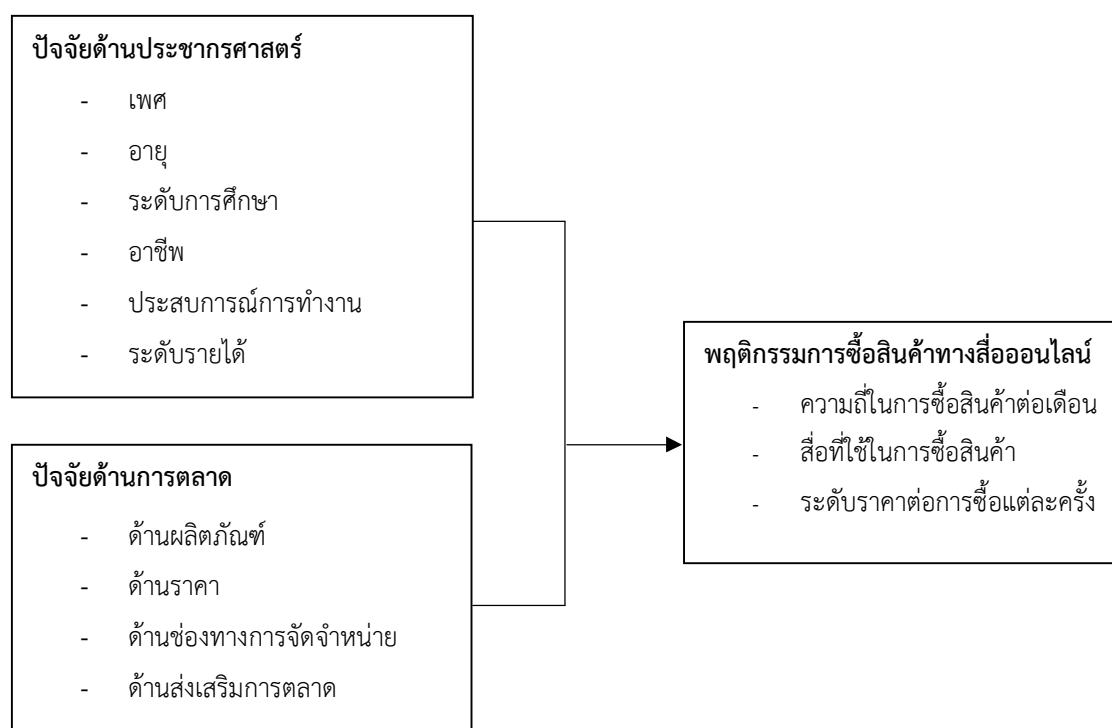 ปัจจัยด้านประชากรศาสตร์
- เพศ
- อายุ
- ระดับการศึกษา
- อาชีพ
- ประสบการณ์การทำงาน
- ระดับรายได้
ปัจจัยด้านการตลาด
- ด้านผลิตภัณฑ์
- ด้านราคา
- ด้านช่องทางการจัดจำหน่าย
- ด้านส่งเสริมการตลาด
พฤติกรรมการซื้อสินค้าทางสื่อออนไลน์
- ความถี่ในการซื้อสินค้าต่อเดือน
- สื่อที่ใช้ในการซื้อสินค้า
- ระดับราคาต่อการซื้อแต่ละครั้ง